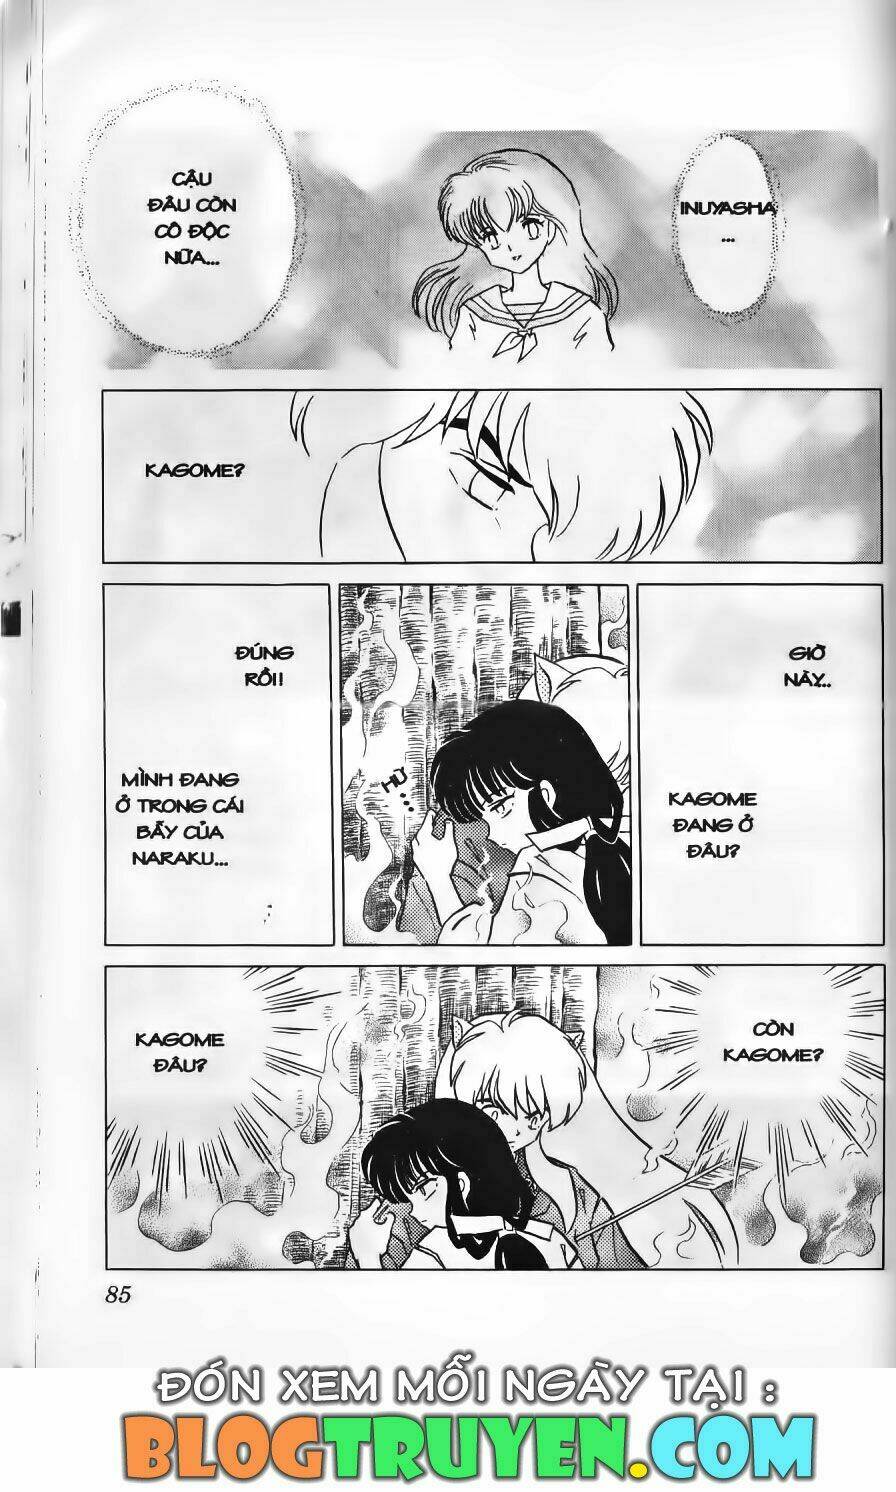 INUYASHA
...
CẬU
ĐÂU CÒN
CÔ ĐỘC
NỮA...
KAGOME?
GIỜ
NÀY..
KAGOME
ĐANG Ở
ĐÂU?
HỪ
...
ĐÚNG
RỒI!
MÌNH ĐANG
Ở TRONG CÁI
BẪY CỦA
NARAKU...
CÒN
KAGOME?
KAGOME
ĐÂU?
85
ĐÓN XEM MỖI NGÀY TẠI :
BLOGTRUYEN.COM